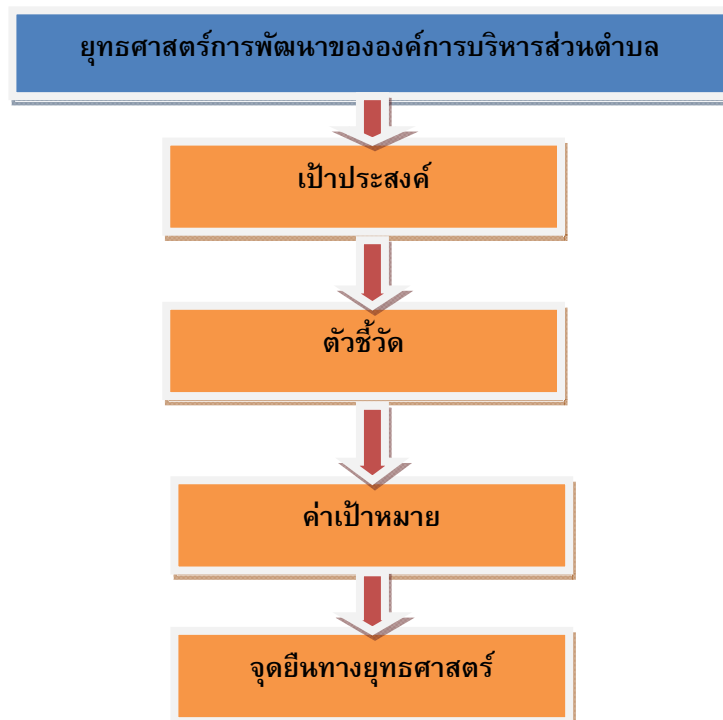 ยุทธศาสตร์การพัฒนาขององค์การบริหารส่วนตำบล
เป้าประสงค์
ตัวชี้วัด
ค่าเป้าหมาย
จุดยืนทางยุทธศาสตร์